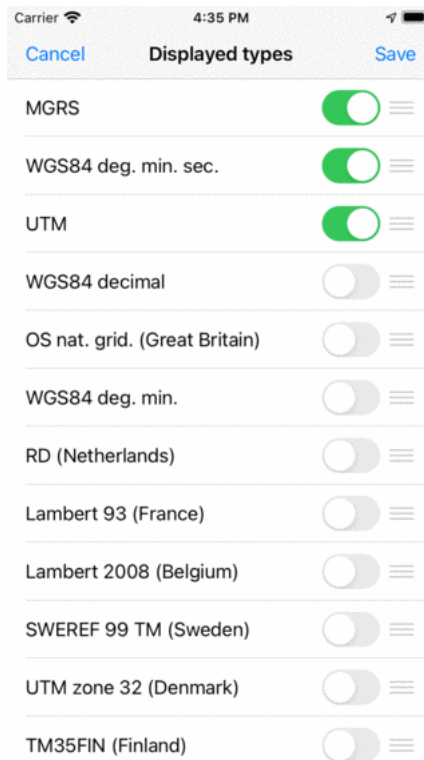 Carrier 4:35 PM
Cancel Displayed types Save
MGRS
WGS84 deg. min. sec.
UTM
WGS84 decimal
OS nat. grid. (Great Britain)
WGS84 deg. min.
RD (Netherlands)
Lambert 93 (France)
Lambert 2008 (Belgium)
SWEREF 99 TM (Sweden)
UTM zone 32 (Denmark)
TM35FIN (Finland)